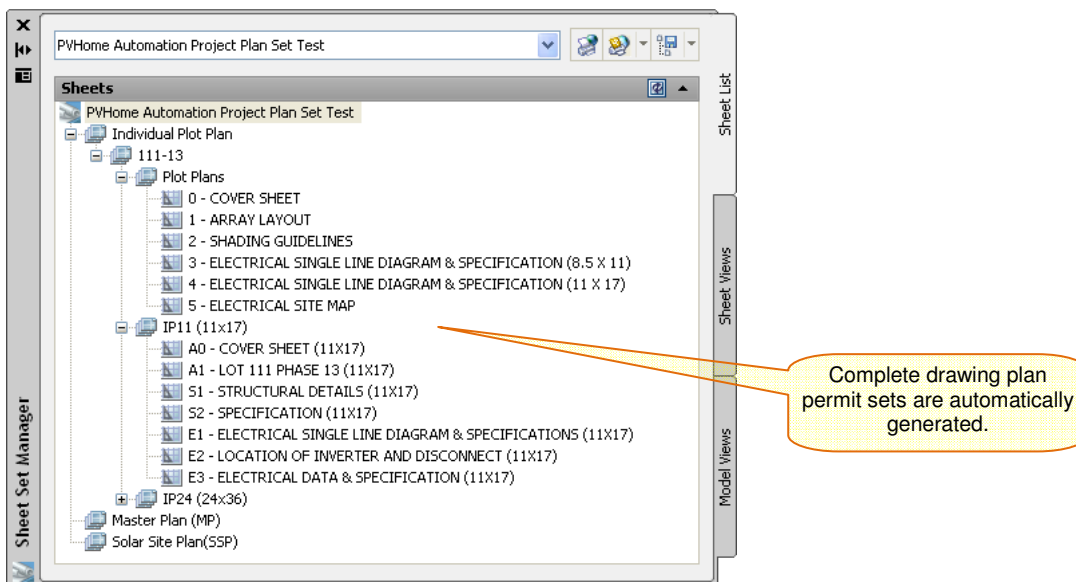 PVHome Automation Project Plan Set Test
Sheets
PVHome Automation Project Plan Set Test
Individual Plot Plan
111-13
Plot Plans
0 - COVER SHEET
1 - ARRAY LAYOUT
2 - SHADING GUIDELINES
3 - ELECTRICAL SINGLE LINE DIAGRAM & SPECIFICATION (8.5 X 11)
4 - ELECTRICAL SINGLE LINE DIAGRAM & SPECIFICATION (11 X 17)
5 - ELECTRICAL SITE MAP
IP11 (11x17)
A0 - COVER SHEET (11X17)
A1 - LOT 111 PHASE 13 (11X17)
S1 - STRUCTURAL DETAILS (11X17)
S2 - SPECIFICATION (11X17)
E1 - ELECTRICAL SINGLE LINE DIAGRAM & SPECIFICATIONS (11X17)
E2 - LOCATION OF INVERTER AND DISCONNECT (11X17)
E3 - ELECTRICAL DATA & SPECIFICATION (11X17)
IP24 (24x36)
Master Plan (MP)
Solar Site Plan(SSP)
Sheet Set Manager
Sheet List
Sheet Views
Model Views
Complete drawing plan
permit sets are automatically
generated.